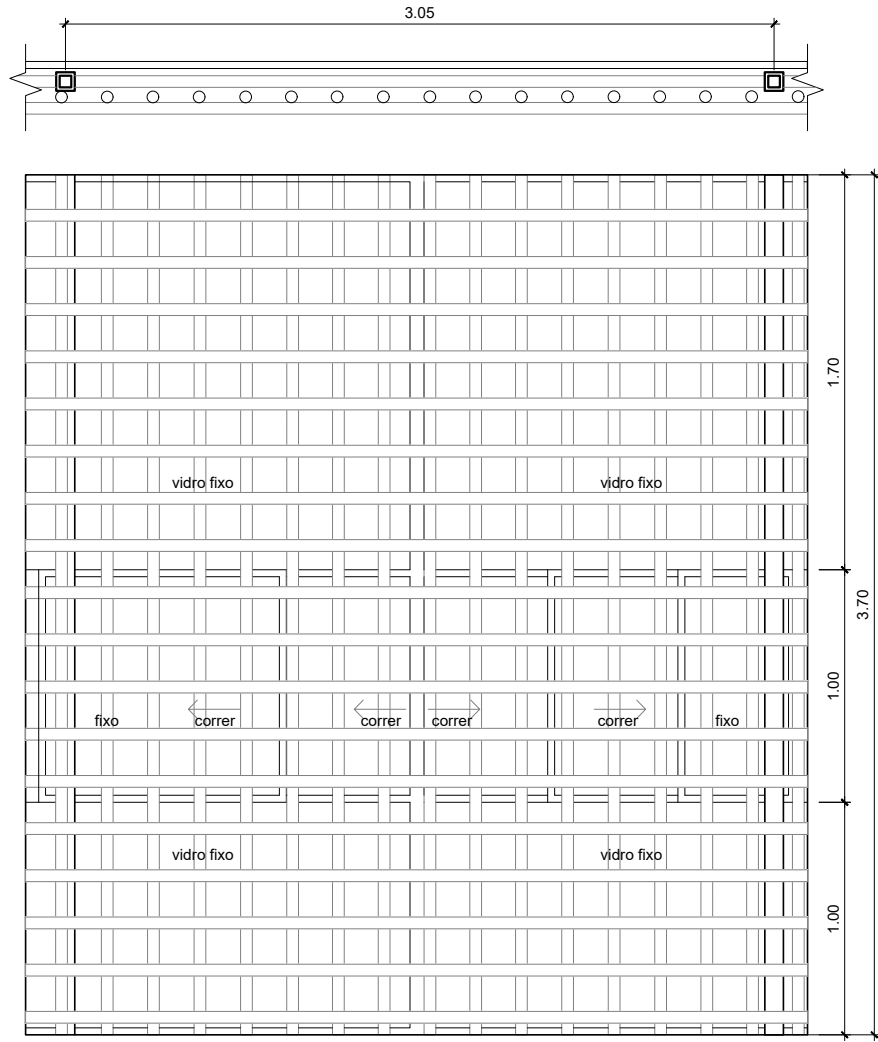 3.05
1.70
vidro fixo
vidro fixo
3.70
1.00
fixo
correr
correr
correr
correr
fixo
vidro fixo
vidro fixo
1.00